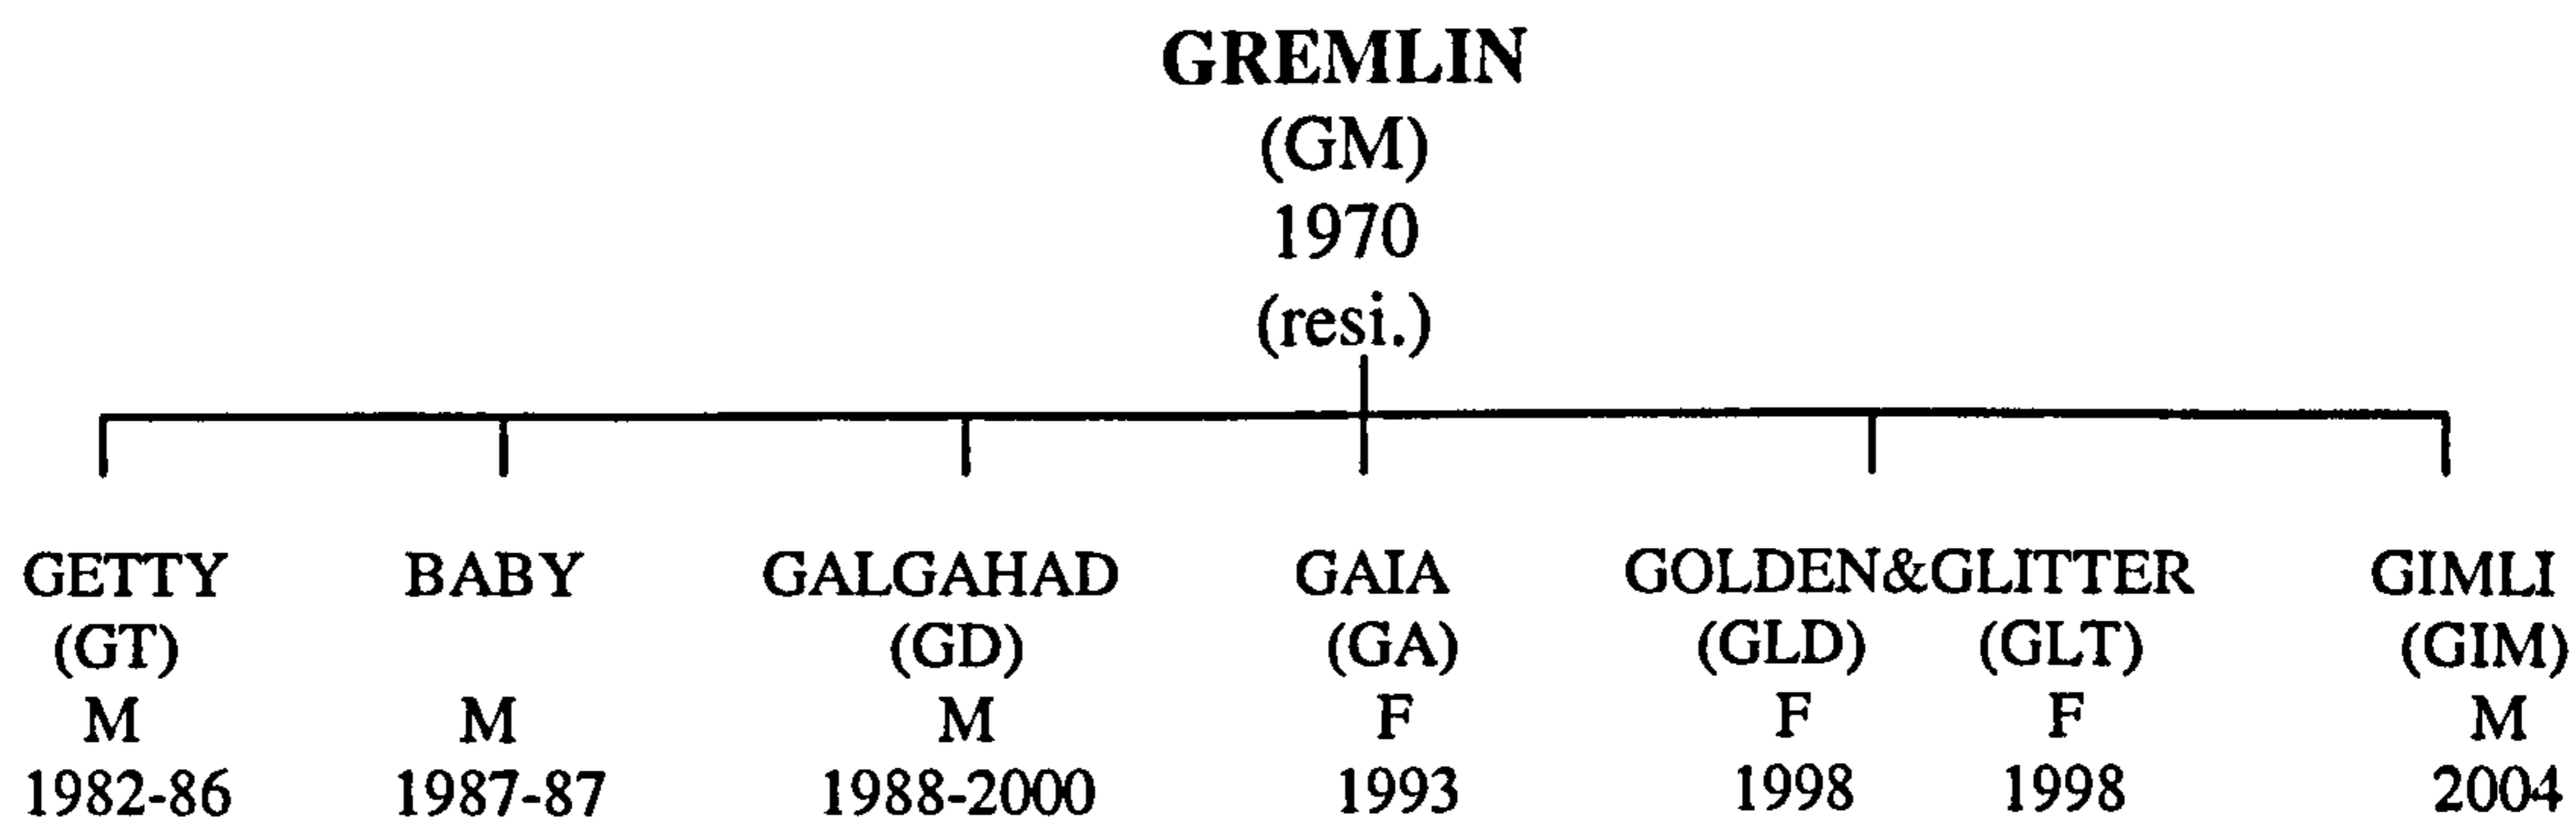 GREMLIN
(GM)
1970
(resi.)
GETTY BABY GALGAHAD GAIA GOLDEN&GLITTER GIMLI
(GT) (GD) (GA) (GLD) (GLT) (GIM)
M M M F F F M
1982-86 1987-87 1988-2000 1993 1998 1998 2004